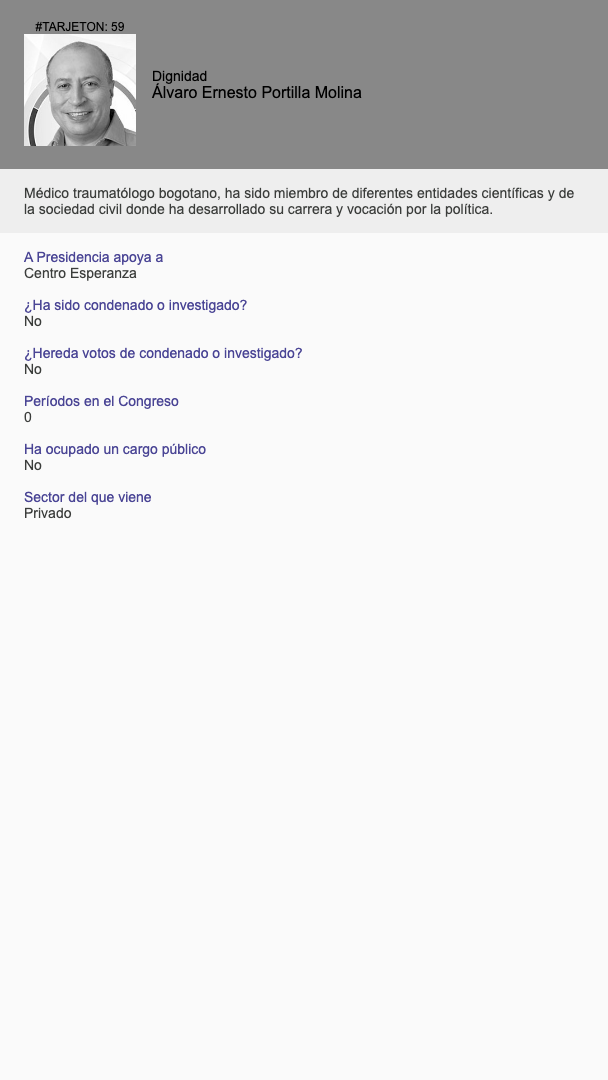 #TARJETON: 59
Dignidad
Álvaro Ernesto Portilla Molina
Médico traumatólogo bogotano, ha sido miembro de diferentes entidades científicas y de
la sociedad civil donde ha desarrollado su carrera y vocación por la política.
A Presidencia apoya a
Centro Esperanza
¿Ha sido condenado o investigado?
No
¿Hereda votos de condenado o investigado?
No
Períodos en el Congreso
0
Ha ocupado un cargo público
No
Sector del que viene
Privado